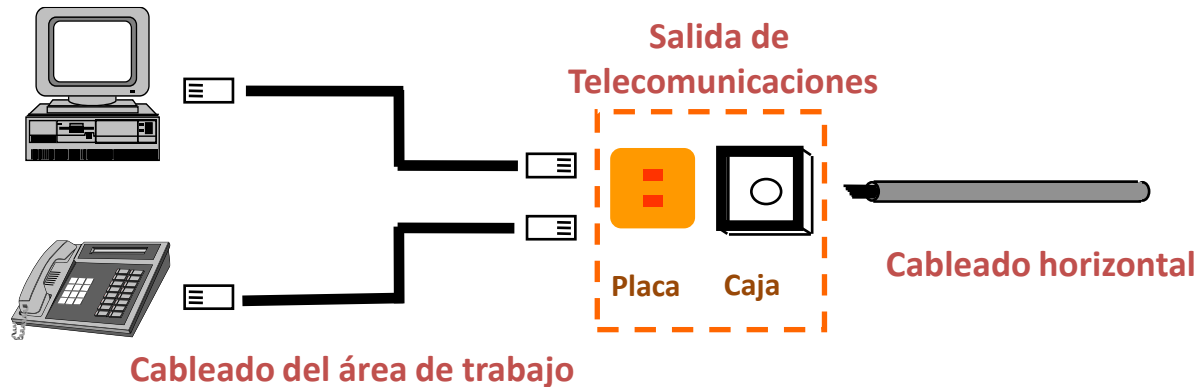 Salida de
Telecomunicaciones
Placa
Caja
Cableado horizontal
Cableado del área de trabajo